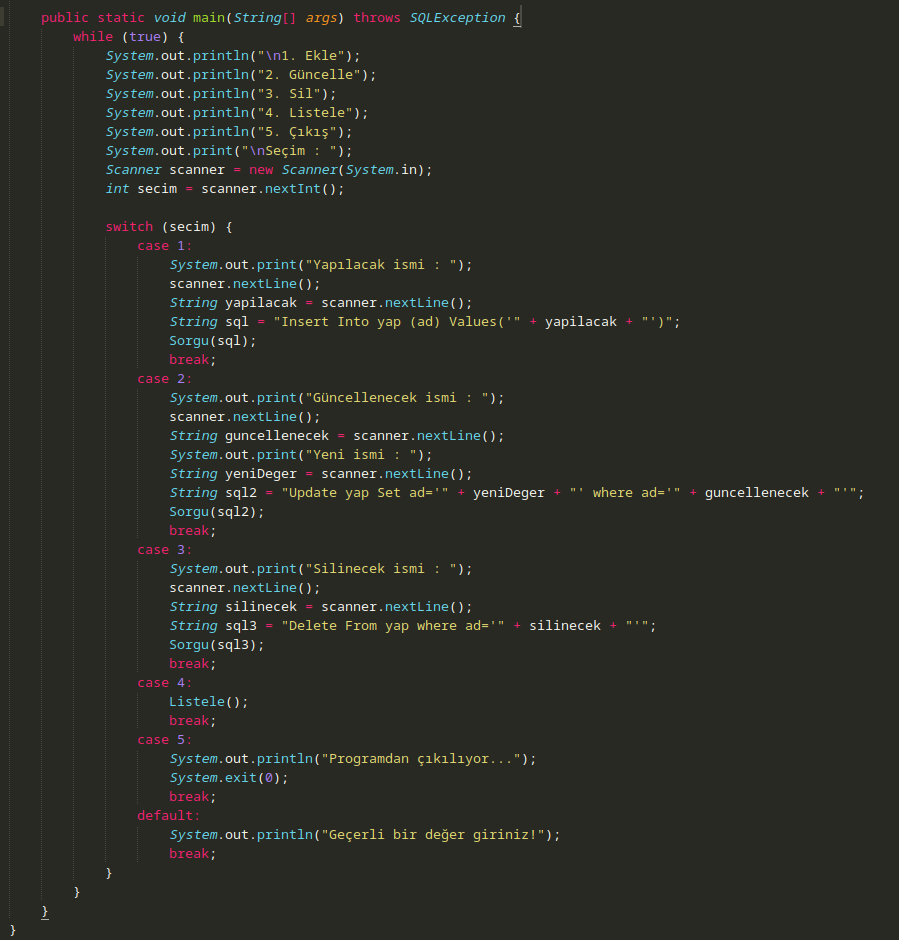 public static void main(String[] args) throws SQLException {
while (true) {
System.out.println("\n1. Ekle");
System.out.println("2. Güncelle");
System.out.println("3. Sil");
System.out.println("4. Listele");
System.out.println("5. Çıkış");
System.out.print("\nSeçim : ");
Scanner scanner = new Scanner(System.in);
int secim = scanner.nextInt();
switch (secim) {
case 1:
System.out.print("Yapılacak ismi : ");
scanner.nextLine();
String yapilacak = scanner.nextLine();
String sql = "Insert Into yap (ad) Values('" + yapilacak + "')";
Sorgu(sql);
break;
case 2:
System.out.print("Güncellenecek ismi : ");
scanner.nextLine();
String guncellenecek = scanner.nextLine();
System.out.print("Yeni ismi : ");
String yeniDeger = scanner.nextLine();
String sql2 = "Update yap Set ad='" + yeniDeger + "' where ad='" + guncellenecek + "'";
Sorgu(sql2);
break;
case 3:
System.out.print("Silinecek ismi : ");
scanner.nextLine();
String silinecek = scanner.nextLine();
String sql3 = "Delete From yap where ad='" + silinecek + "'";
Sorgu(sql3);
break;
case 4:
Listele();
break;
case 5:
System.out.println("Programdan çıkılıyor...");
System.exit(0);
break;
default:
System.out.println("Geçerli bir değer giriniz!");
break;
}
}
}
}